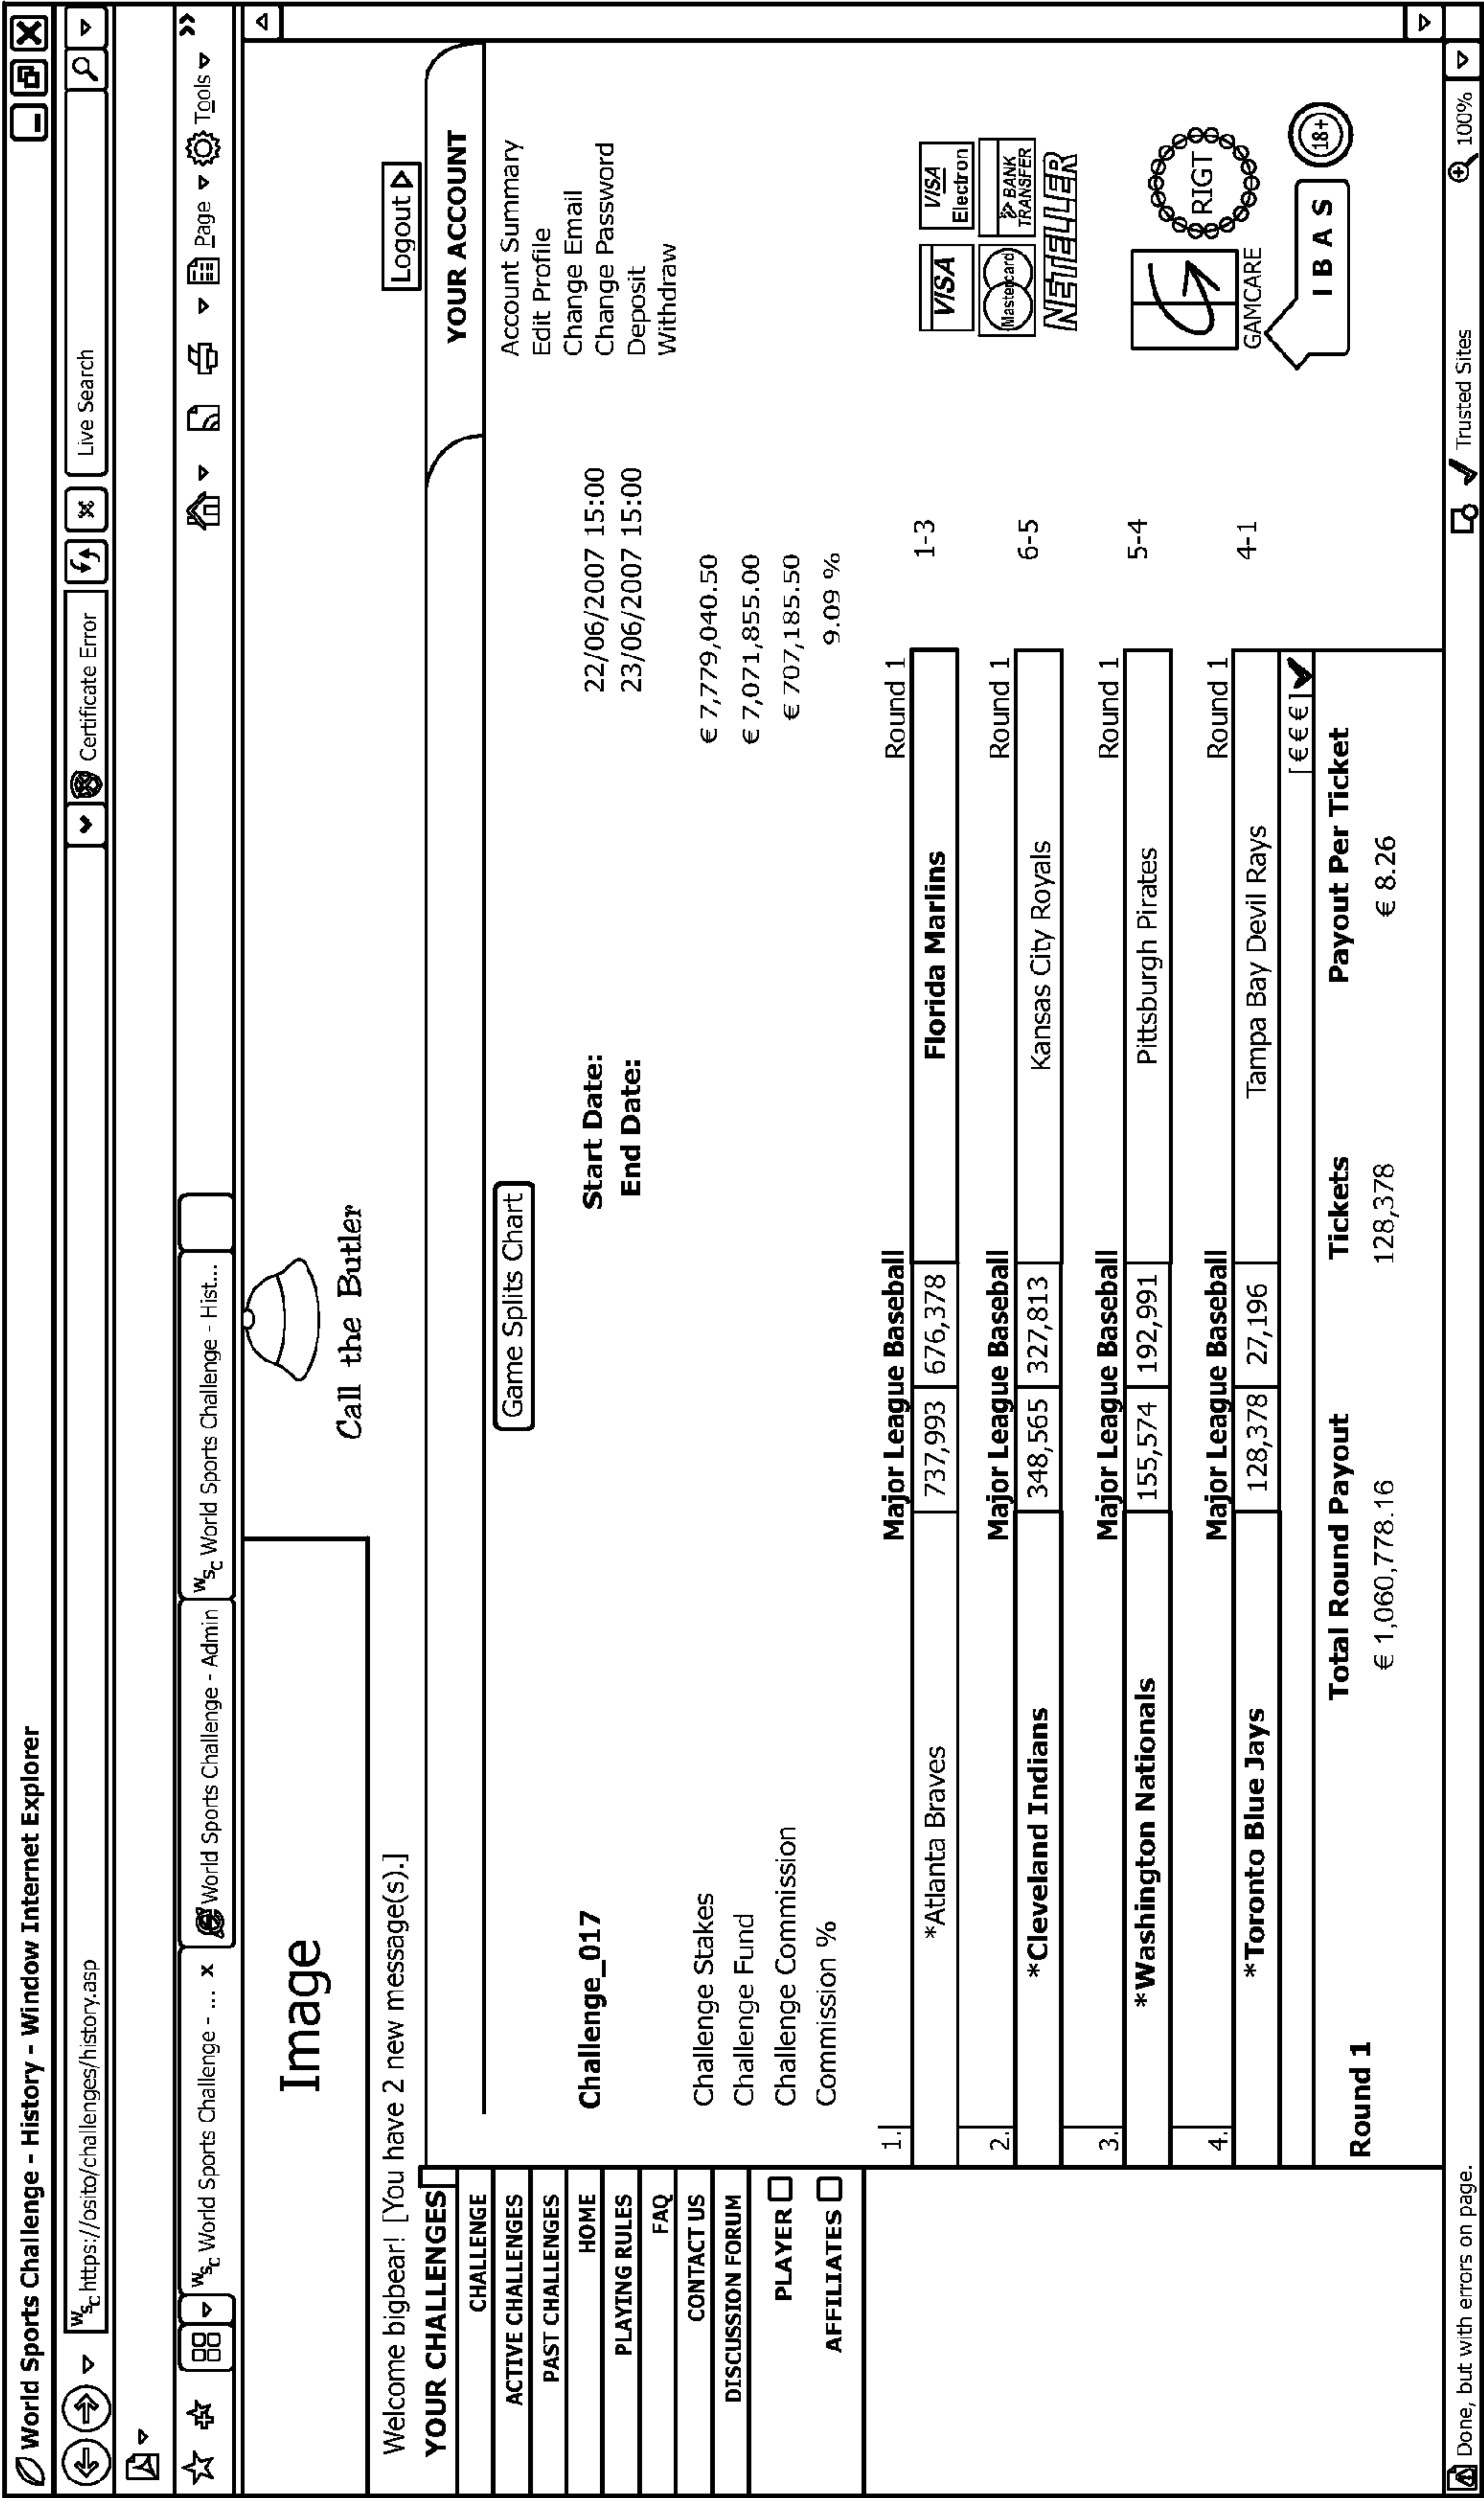 World Sports Challenge - History - Window Internet Explorer
WSC https://osito/challenges/history.asp Certificate Error Live Search
WSC World Sports Challenge - ... x World Sports Challenge - Admin WSC World Sports Challenge - Hist... Page Tools »
Image
Call the Butler
Welcome bigbear! [You have 2 new message(s).] Logout
YOUR CHALLENGES
CHALLENGE
ACTIVE CHALLENGES
PAST CHALLENGES
HOME
PLAYING RULES
FAQ
CONTACT US
DISCUSSION FORUM
PLAYER
AFFILIATES
Game Splits Chart
Challenge_017 Start Date: 22/06/2007 15:00
End Date: 23/06/2007 15:00
Challenge Stakes € 7,779,040.50
Challenge Fund € 7,071,855.00
Challenge Commission € 707,185.50
Commission % 9.09 %
1. Major League Baseball Round 1
*Atlanta Braves 737,993 676,378 Florida Marlins 1-3
2. Major League Baseball Round 1
*Cleveland Indians 348,565 327,813 Kansas City Royals 6-5
3. Major League Baseball Round 1
*Washington Nationals 155,574 192,991 Pittsburgh Pirates 5-4
4. Major League Baseball Round 1
*Toronto Blue Jays 128,378 27,196 Tampa Bay Devil Rays 4-1
[€€€]
Round 1 Total Round Payout Tickets Payout Per Ticket
€ 1,060,778.16 128,378 € 8.26
YOUR ACCOUNT
Account Summary
Edit Profile
Change Email
Change Password
Deposit
Withdraw
VISA VISA Electron
Mastercard BANK TRANSFER
NETELLER
GAMCARE RIGT
IBAS 18+
Done, but with errors on page. Trusted Sites 100%